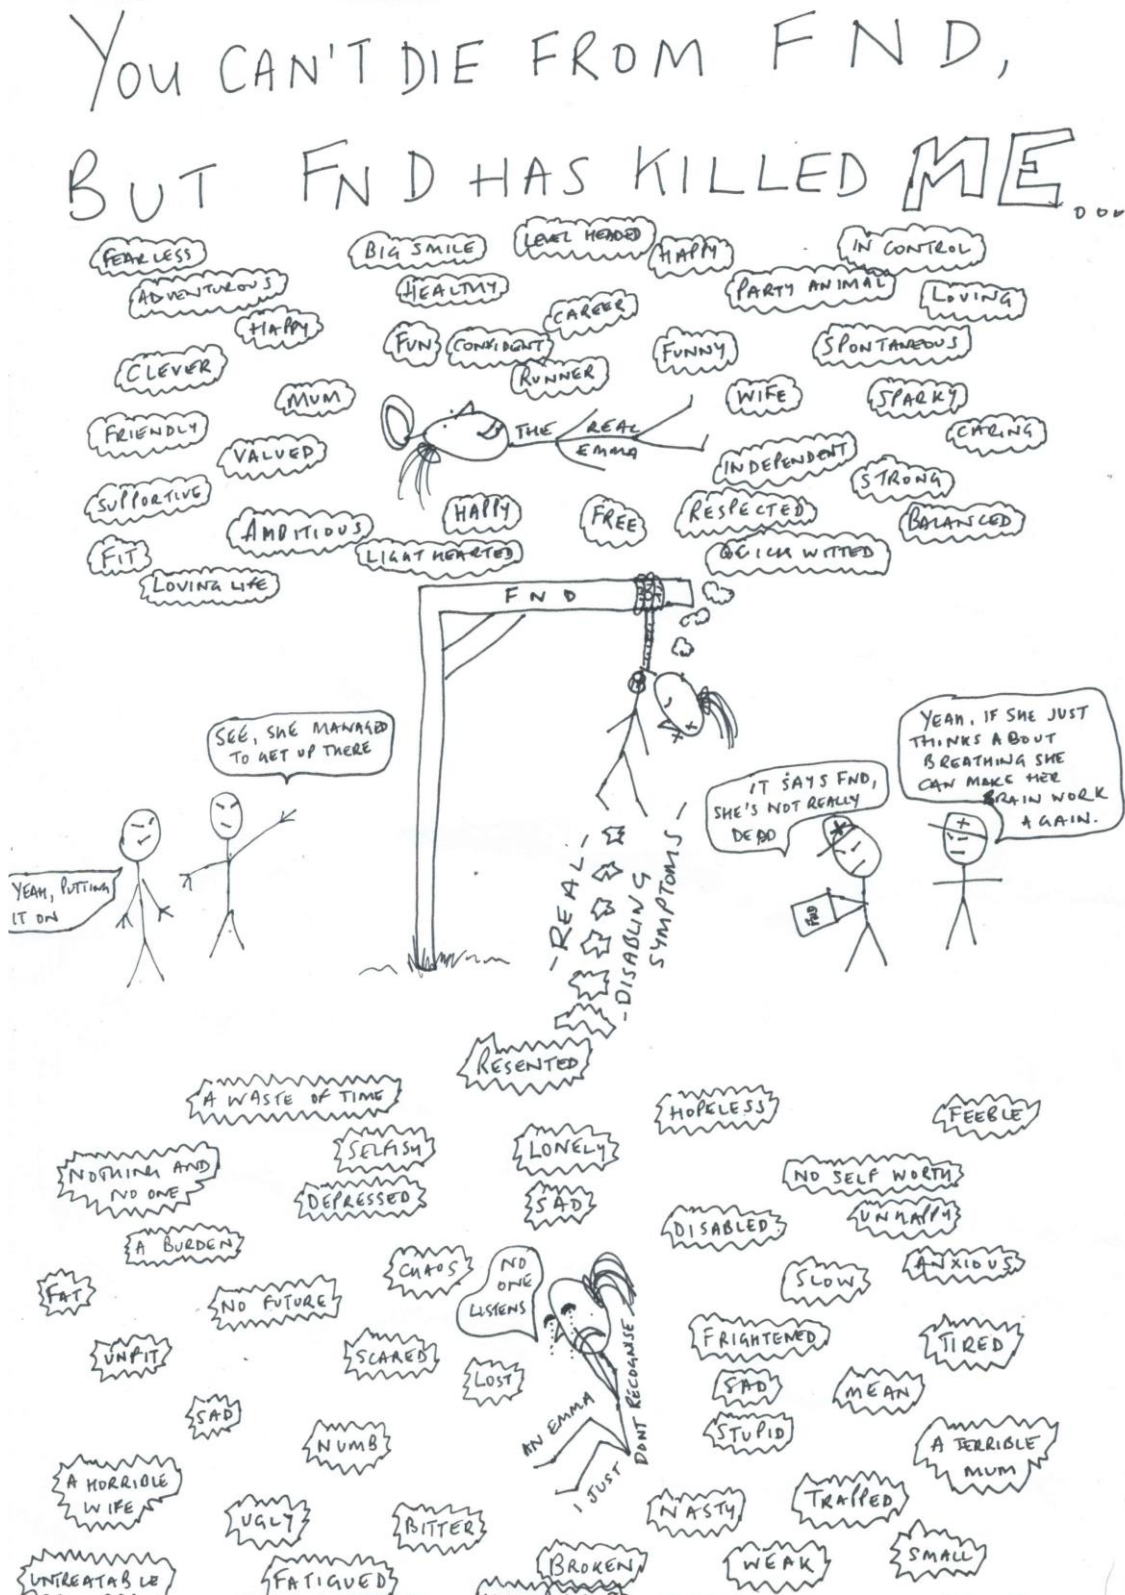 YOU CAN'T DIE FROM FND,
BUT FND HAS KILLED ME...
FEARLESS
BIG SMILE
LEVEL HEADED
HAPPY
IN CONTROL
ADVENTUROUS
HEALTHY
PARTY ANIMAL
LOVING
HAPPY
CAREER
FUN
CONFIDENT
FUNNY
SPONTANEOUS
CLEVER
RUNNER
MUM
WIFE
SPARKY
FRIENDLY
THE REAL
EMMA
CARING
VALUED
INDEPENDENT
STRONG
SUPPORTIVE
HAPPY
FREE
RESPECTED
BALANCED
AMBITIOUS
FIT
LIGHT HEARTED
QUICK WITTED
LOVING LIFE
FND
SEE, SHE MANAGED
TO GET UP THERE
YEAH, PUTTING
IT ON
IT SAYS FND,
SHE'S NOT REALLY
DEAD
YEAH, IF SHE JUST
THINKS ABOUT
BREATHING SHE
CAN MAKE HER
BRAIN WORK
AGAIN.
FND
-REAL-
-DISABLING
SYMPTOMS-
RESENTED
A WASTE OF TIME
HOPELESS
FEEBLE
SELFISH
LONELY
NOTHING AND
NO ONE
NO SELF WORTH
DEPRESSED
SAD
DISABLED
UNHAPPY
A BURDEN
CHAOS
NO
ONE
LISTENS
SLOW
ANXIOUS
FAT
NO FUTURE
FRIGHTENED
TIRED
UNFIT
SCARED
LOST
SAD
MEAN
SAD
NUMB
STUPID
AN EMMA
I JUST DONT RECOGNISE
A TERRIBLE
MUM
A HORRIBLE
WIFE
UGLY
BITTER
NASTY
TRAPPED
UNTREATABLE
FATIGUED
BROKEN
WEAK
SMALL